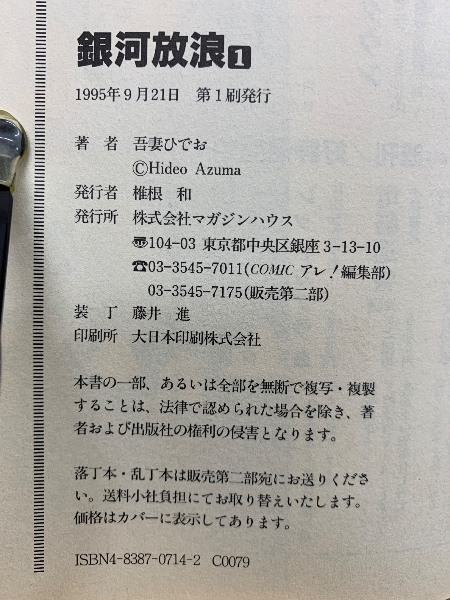 銀河放浪1
1995年9月21日　第1刷発行
著　者　吾妻ひでお
©Hideo Azuma
発行者　椎根　和
発行所　株式会社マガジンハウス
〠104-03 東京都中央区銀座3-13-10
☎03-3545-7011(COMIC アレ!編集部)
03-3545-7175(販売第二部)
装　丁　藤井　進
印刷所　大日本印刷株式会社
本書の一部、あるいは全部を無断で複写・複製
することは、法律で認められた場合を除き、著
者および出版社の権利の侵害となります。
落丁本・乱丁本は販売第二部宛にお送りくださ
い。送料小社負担にてお取り替えいたします。
価格はカバーに表示してあります。
ISBN4-8387-0714-2　C0079